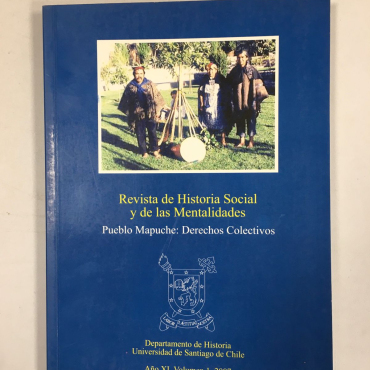 Revista de Historia Social
y de las Mentalidades
Pueblo Mapuche: Derechos Colectivos
Departamento de Historia
Universidad de Santiago de Chile
Año XI, Volumen 1, 2007